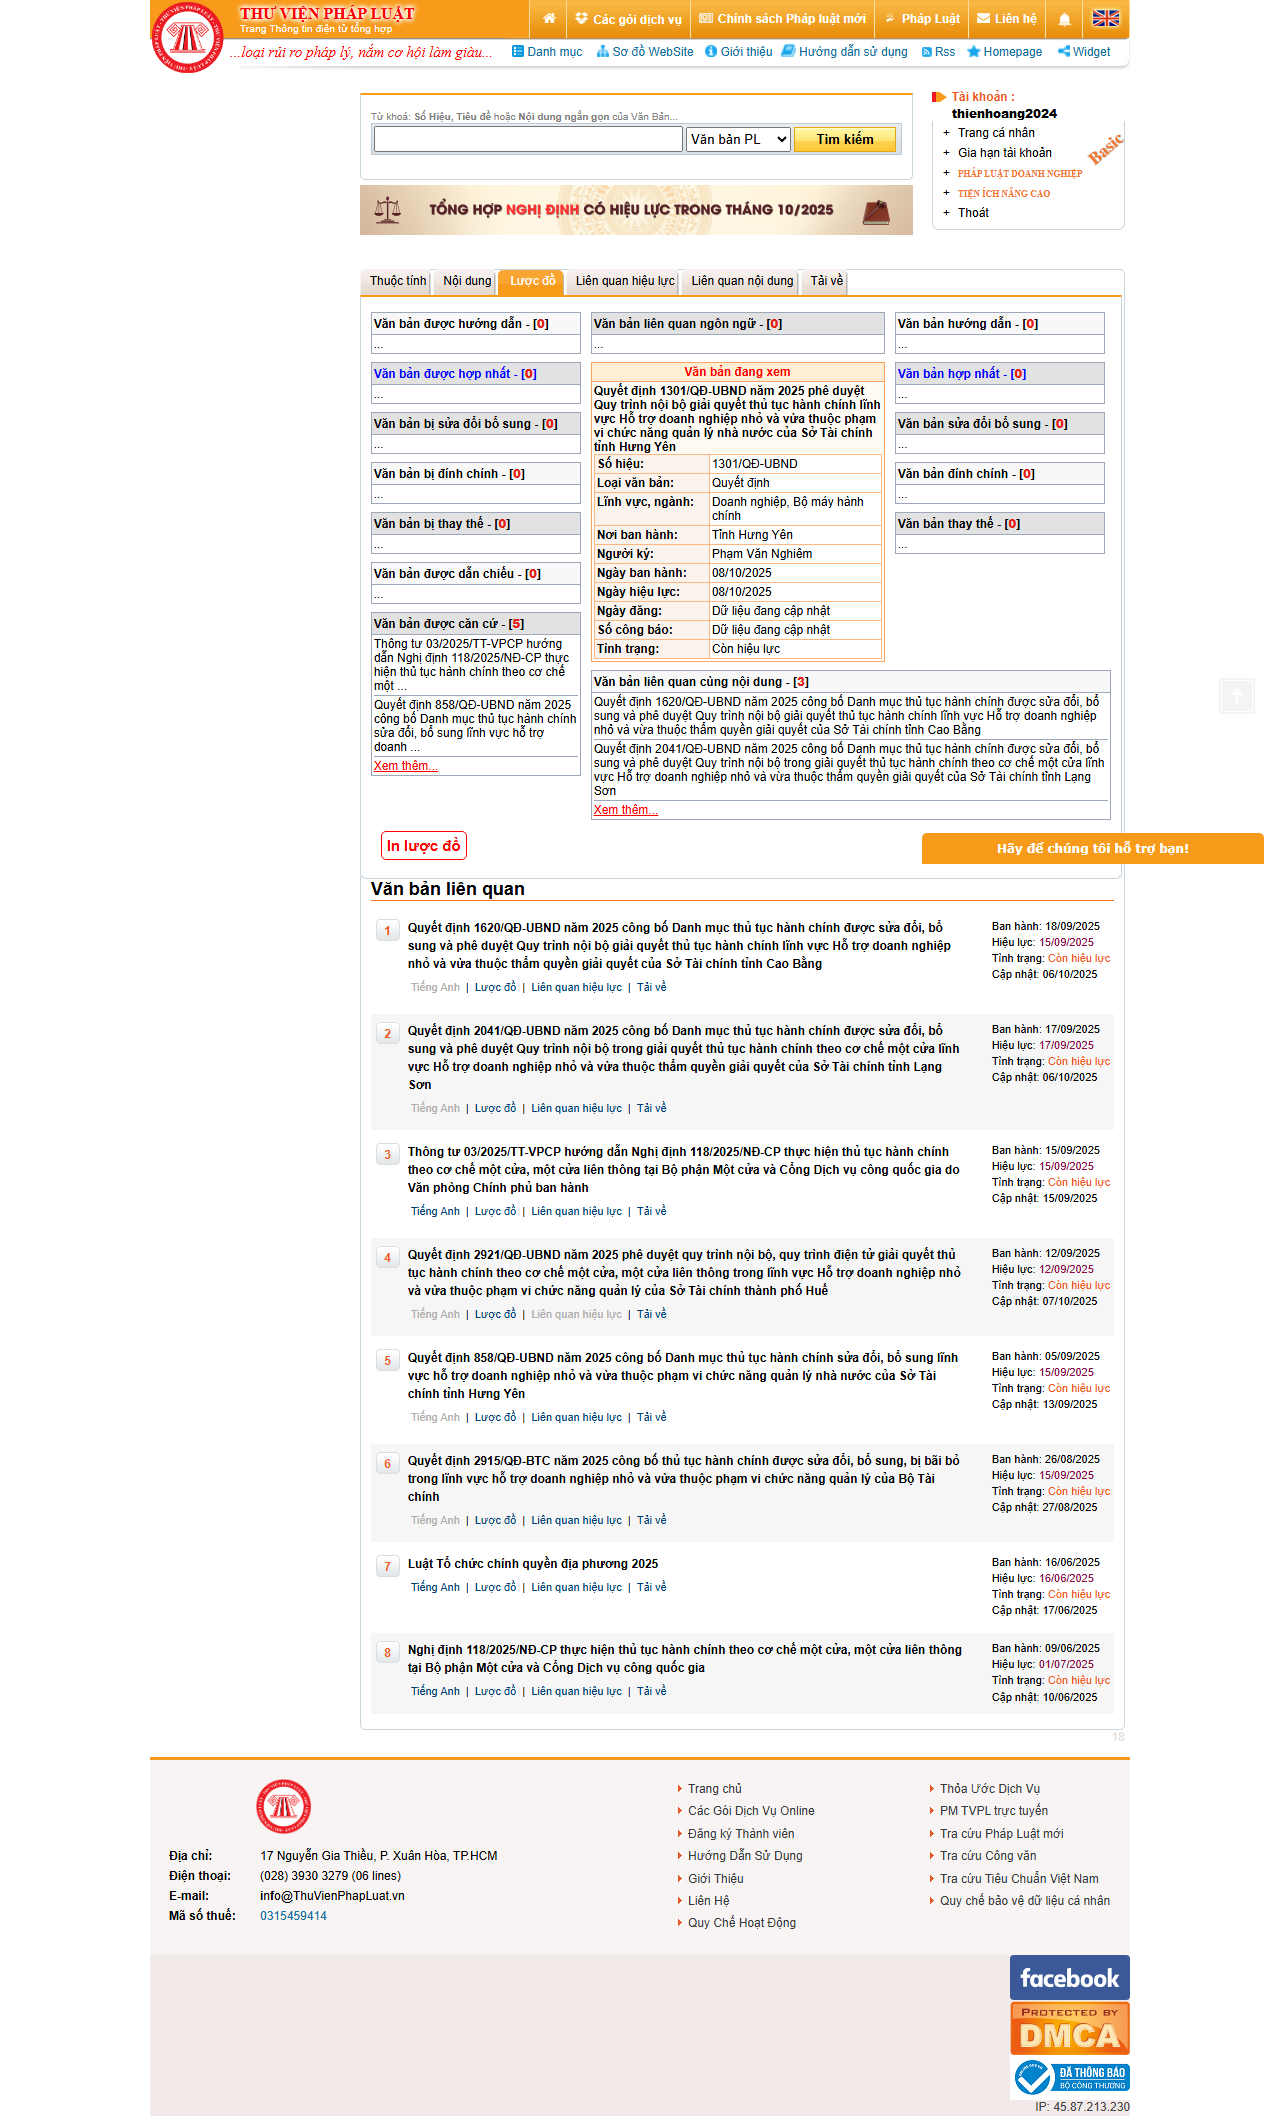 THƯ VIỆN PHÁP LUẬT
Trang Thông tin điện tử tổng hợp
Các gói dịch vụ
Chính sách Pháp luật mới
Pháp Luật
Liên hệ
...loại rủi ro pháp lý, nắm cơ hội làm giàu...
Danh mục
Sơ đồ WebSite
Giới thiệu
Hướng dẫn sử dụng
Rss
Homepage
Widget
Từ khoá: Số Hiệu, Tiêu đề hoặc Nội dung ngắn gọn của Văn Bản...
Văn bản PL
Tìm kiếm
Tài khoản :
thienhoang2024
+ Trang cá nhân
+ Gia hạn tài khoản
+ PHÁP LUẬT DOANH NGHIỆP
+ TIỆN ÍCH NÂNG CAO
+ Thoát
Basic
TỔNG HỢP NGHỊ ĐỊNH CÓ HIỆU LỰC TRONG THÁNG 10/2025
Thuộc tính
Nội dung
Lược đồ
Liên quan hiệu lực
Liên quan nội dung
Tải về
Văn bản được hướng dẫn - [0]
...
Văn bản được hợp nhất - [0]
...
Văn bản bị sửa đổi bổ sung - [0]
...
Văn bản bị đính chính - [0]
...
Văn bản bị thay thế - [0]
...
Văn bản được dẫn chiếu - [0]
...
Văn bản được căn cứ - [5]
Thông tư 03/2025/TT-VPCP hướng
dẫn Nghị định 118/2025/NĐ-CP thực
hiện thủ tục hành chính theo cơ chế
một ...
Quyết định 858/QĐ-UBND năm 2025
công bố Danh mục thủ tục hành chính
sửa đổi, bổ sung lĩnh vực hỗ trợ
doanh ...
Xem thêm...
Văn bản liên quan ngôn ngữ - [0]
...
Văn bản đang xem
Quyết định 1301/QĐ-UBND năm 2025 phê duyệt
Quy trình nội bộ giải quyết thủ tục hành chính lĩnh
vực Hỗ trợ doanh nghiệp nhỏ và vừa thuộc phạm
vi chức năng quản lý nhà nước của Sở Tài chính
tỉnh Hưng Yên
Số hiệu: 1301/QĐ-UBND
Loại văn bản: Quyết định
Lĩnh vực, ngành: Doanh nghiệp, Bộ máy hành
chính
Nơi ban hành: Tỉnh Hưng Yên
Người ký: Phạm Văn Nghiêm
Ngày ban hành: 08/10/2025
Ngày hiệu lực: 08/10/2025
Ngày đăng: Dữ liệu đang cập nhật
Số công báo: Dữ liệu đang cập nhật
Tình trạng: Còn hiệu lực
Văn bản hướng dẫn - [0]
...
Văn bản hợp nhất - [0]
...
Văn bản sửa đổi bổ sung - [0]
...
Văn bản đính chính - [0]
...
Văn bản thay thế - [0]
...
Văn bản liên quan cùng nội dung - [3]
Quyết định 1620/QĐ-UBND năm 2025 công bố Danh mục thủ tục hành chính được sửa đổi, bổ
sung và phê duyệt Quy trình nội bộ giải quyết thủ tục hành chính lĩnh vực Hỗ trợ doanh nghiệp
nhỏ và vừa thuộc thẩm quyền giải quyết của Sở Tài chính tỉnh Cao Bằng
Quyết định 2041/QĐ-UBND năm 2025 công bố Danh mục thủ tục hành chính được sửa đổi, bổ
sung và phê duyệt Quy trình nội bộ trong giải quyết thủ tục hành chính theo cơ chế một cửa lĩnh
vực Hỗ trợ doanh nghiệp nhỏ và vừa thuộc thẩm quyền giải quyết của Sở Tài chính tỉnh Lạng
Sơn
Xem thêm...
In lược đồ
Hãy để chúng tôi hỗ trợ bạn!
Văn bản liên quan
1
Quyết định 1620/QĐ-UBND năm 2025 công bố Danh mục thủ tục hành chính được sửa đổi, bổ
sung và phê duyệt Quy trình nội bộ giải quyết thủ tục hành chính lĩnh vực Hỗ trợ doanh nghiệp
nhỏ và vừa thuộc thẩm quyền giải quyết của Sở Tài chính tỉnh Cao Bằng
Tiếng Anh | Lược đồ | Liên quan hiệu lực | Tải về
Ban hành: 18/09/2025
Hiệu lực: 15/09/2025
Tình trạng: Còn hiệu lực
Cập nhật: 06/10/2025
2
Quyết định 2041/QĐ-UBND năm 2025 công bố Danh mục thủ tục hành chính được sửa đổi, bổ
sung và phê duyệt Quy trình nội bộ trong giải quyết thủ tục hành chính theo cơ chế một cửa lĩnh
vực Hỗ trợ doanh nghiệp nhỏ và vừa thuộc thẩm quyền giải quyết của Sở Tài chính tỉnh Lạng
Sơn
Tiếng Anh | Lược đồ | Liên quan hiệu lực | Tải về
Ban hành: 17/09/2025
Hiệu lực: 17/09/2025
Tình trạng: Còn hiệu lực
Cập nhật: 06/10/2025
3
Thông tư 03/2025/TT-VPCP hướng dẫn Nghị định 118/2025/NĐ-CP thực hiện thủ tục hành chính
theo cơ chế một cửa, một cửa liên thông tại Bộ phận Một cửa và Cổng Dịch vụ công quốc gia do
Văn phòng Chính phủ ban hành
Tiếng Anh | Lược đồ | Liên quan hiệu lực | Tải về
Ban hành: 15/09/2025
Hiệu lực: 15/09/2025
Tình trạng: Còn hiệu lực
Cập nhật: 15/09/2025
4
Quyết định 2921/QĐ-UBND năm 2025 phê duyệt quy trình nội bộ, quy trình điện tử giải quyết thủ
tục hành chính theo cơ chế một cửa, một cửa liên thông trong lĩnh vực Hỗ trợ doanh nghiệp nhỏ
và vừa thuộc phạm vi chức năng quản lý của Sở Tài chính thành phố Huế
Tiếng Anh | Lược đồ | Liên quan hiệu lực | Tải về
Ban hành: 12/09/2025
Hiệu lực: 12/09/2025
Tình trạng: Còn hiệu lực
Cập nhật: 07/10/2025
5
Quyết định 858/QĐ-UBND năm 2025 công bố Danh mục thủ tục hành chính sửa đổi, bổ sung lĩnh
vực hỗ trợ doanh nghiệp nhỏ và vừa thuộc phạm vi chức năng quản lý nhà nước của Sở Tài
chính tỉnh Hưng Yên
Tiếng Anh | Lược đồ | Liên quan hiệu lực | Tải về
Ban hành: 05/09/2025
Hiệu lực: 15/09/2025
Tình trạng: Còn hiệu lực
Cập nhật: 13/09/2025
6
Quyết định 2915/QĐ-BTC năm 2025 công bố thủ tục hành chính được sửa đổi, bổ sung, bị bãi bỏ
trong lĩnh vực hỗ trợ doanh nghiệp nhỏ và vừa thuộc phạm vi chức năng quản lý của Bộ Tài
chính
Tiếng Anh | Lược đồ | Liên quan hiệu lực | Tải về
Ban hành: 26/08/2025
Hiệu lực: 15/09/2025
Tình trạng: Còn hiệu lực
Cập nhật: 27/08/2025
7
Luật Tổ chức chính quyền địa phương 2025
Tiếng Anh | Lược đồ | Liên quan hiệu lực | Tải về
Ban hành: 16/06/2025
Hiệu lực: 16/06/2025
Tình trạng: Còn hiệu lực
Cập nhật: 17/06/2025
8
Nghị định 118/2025/NĐ-CP thực hiện thủ tục hành chính theo cơ chế một cửa, một cửa liên thông
tại Bộ phận Một cửa và Cổng Dịch vụ công quốc gia
Tiếng Anh | Lược đồ | Liên quan hiệu lực | Tải về
Ban hành: 09/06/2025
Hiệu lực: 01/07/2025
Tình trạng: Còn hiệu lực
Cập nhật: 10/06/2025
18
Địa chỉ: 17 Nguyễn Gia Thiều, P. Xuân Hòa, TP.HCM
Điện thoại: (028) 3930 3279 (06 lines)
E-mail: info@ThuVienPhapLuat.vn
Mã số thuế: 0315459414
Trang chủ
Các Gói Dịch Vụ Online
Đăng ký Thành viên
Hướng Dẫn Sử Dụng
Giới Thiệu
Liên Hệ
Quy Chế Hoạt Động
Thỏa Ước Dịch Vụ
PM TVPL trực tuyến
Tra cứu Pháp Luật mới
Tra cứu Công văn
Tra cứu Tiêu Chuẩn Việt Nam
Quy chế bảo vệ dữ liệu cá nhân
facebook
PROTECTED BY
DMCA
ĐÃ THÔNG BÁO
BỘ CÔNG THƯƠNG
IP: 45.87.213.230